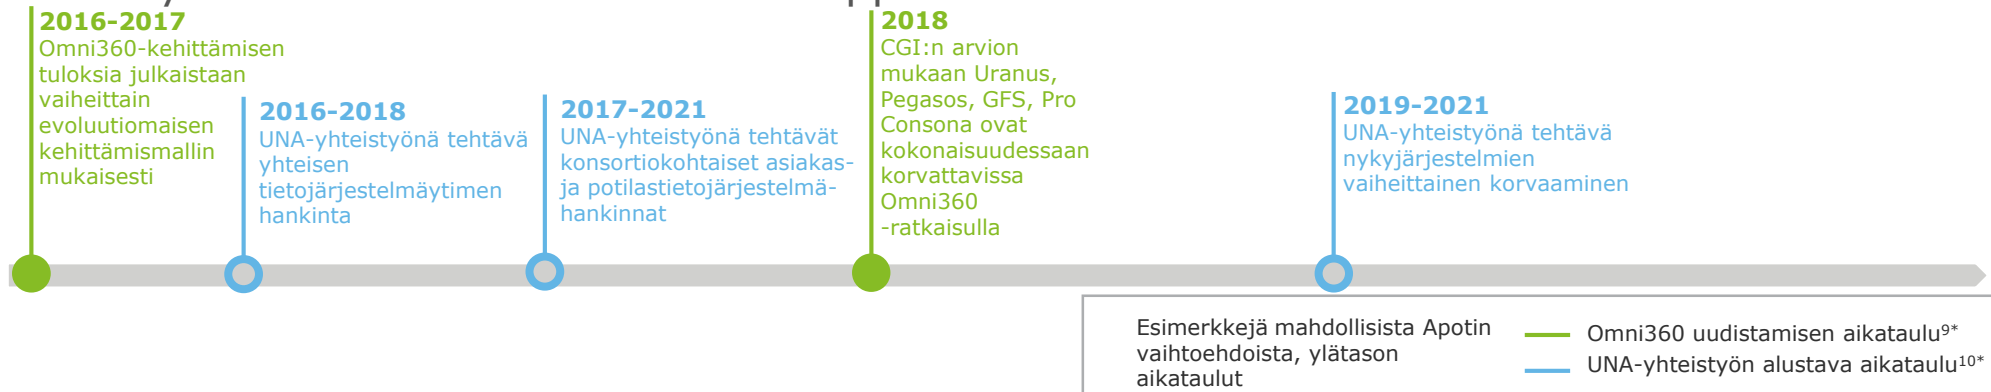 2016-2017
Omni360-kehittämisen
tuloksia julkaistaan
vaiheittain
evoluutiomaisen
kehittämismallin
mukaisesti
2016-2018
UNA-yhteistyönä tehtävä
yhteisen
tietojärjestelmäytimen
hankinta
2017-2021
UNA-yhteistyönä tehtävät
konsortiokohtaiset asiakas-
ja potilastietojärjestelmä-
hankinnat
2018
CGI:n arvion
mukaan Uranus,
Pegasos, GFS, Pro
Consona ovat
kokonaisuudessaan
korvattavissa
Omni360
-ratkaisulla
2019-2021
UNA-yhteistyönä tehtävä
nykyjärjestelmien
vaiheittainen korvaaminen
Esimerkkejä mahdollisista Apotin
vaihtoehdoista, ylätason
aikataulut
Omni360 uudistamisen aikataulu⁹*
UNA-yhteistyön alustava aikataulu¹⁰*